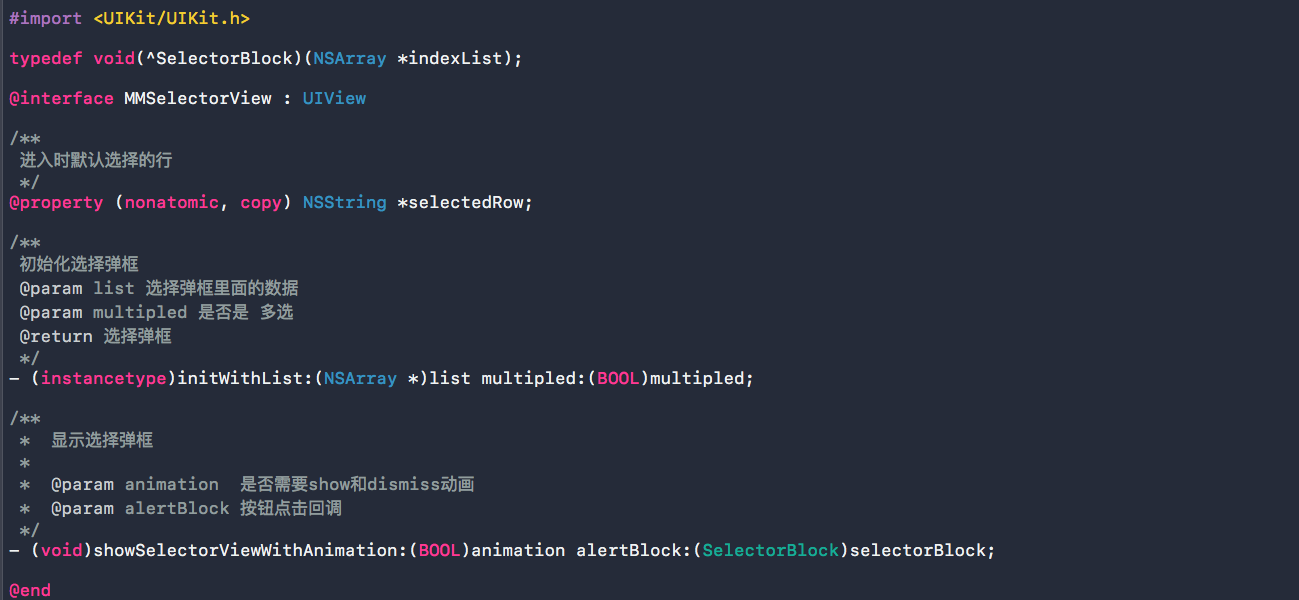 #import <UIKit/UIKit.h>
typedef void(^SelectorBlock)(NSArray *indexList);
@interface MMSelectorView : UIView
/**
进入时默认选择的行
*/
@property (nonatomic, copy) NSString *selectedRow;
/**
初始化选择弹框
@param list 选择弹框里面的数据
@param multipled 是否是 多选
@return 选择弹框
*/
- (instancetype)initWithList:(NSArray *)list multipled:(BOOL)multipled;
/**
*  显示选择弹框
*
*  @param animation  是否需要show和dismiss动画
*  @param alertBlock 按钮点击回调
*/
- (void)showSelectorViewWithAnimation:(BOOL)animation alertBlock:(SelectorBlock)selectorBlock;
@end